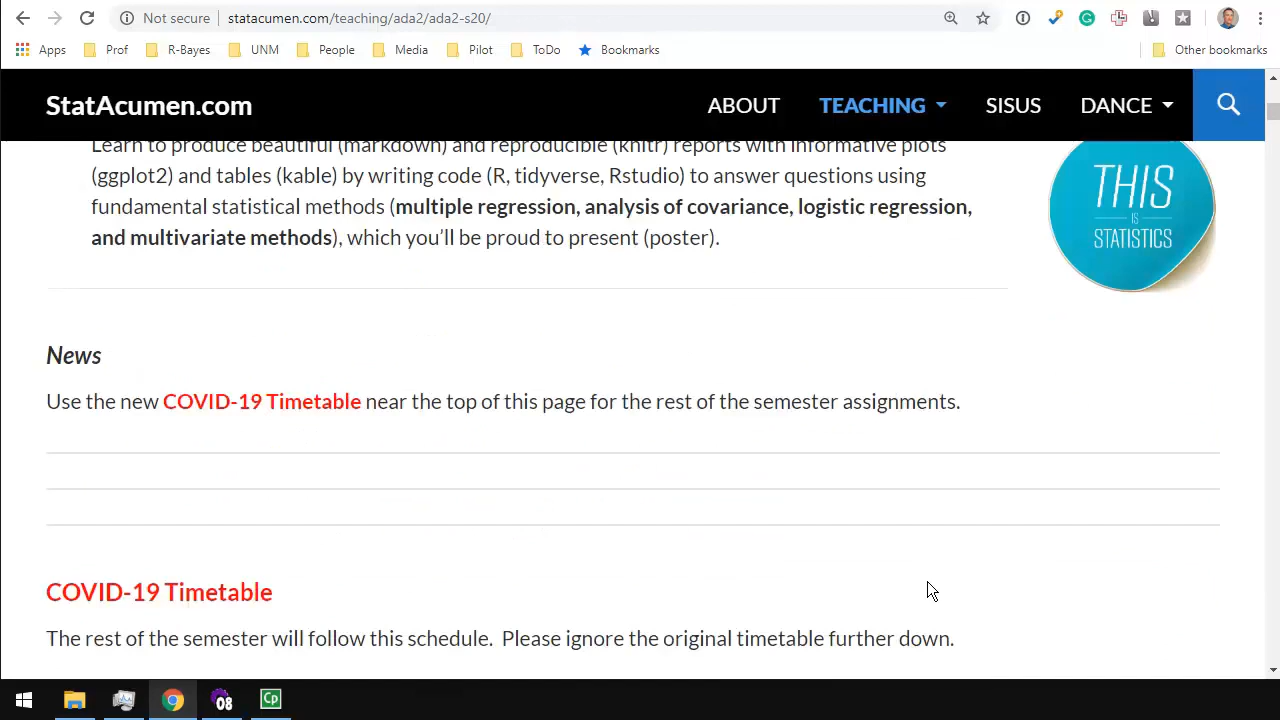 Not secure statacumen.com/teaching/ada2/ada2-s20/
Apps Prof R-Bayes UNM People Media Pilot ToDo Bookmarks Other bookmarks
StatAcumen.com ABOUT TEACHING SISUS DANCE
Learn to produce beautiful (markdown) and reproducible (knitr) reports with informative plots
(ggplot2) and tables (kable) by writing code (R, tidyverse, Rstudio) to answer questions using
fundamental statistical methods (multiple regression, analysis of covariance, logistic regression,
and multivariate methods), which you'll be proud to present (poster).
THIS
IS
STATISTICS
News
Use the new COVID-19 Timetable near the top of this page for the rest of the semester assignments.
COVID-19 Timetable
The rest of the semester will follow this schedule. Please ignore the original timetable further down.
08
Cp